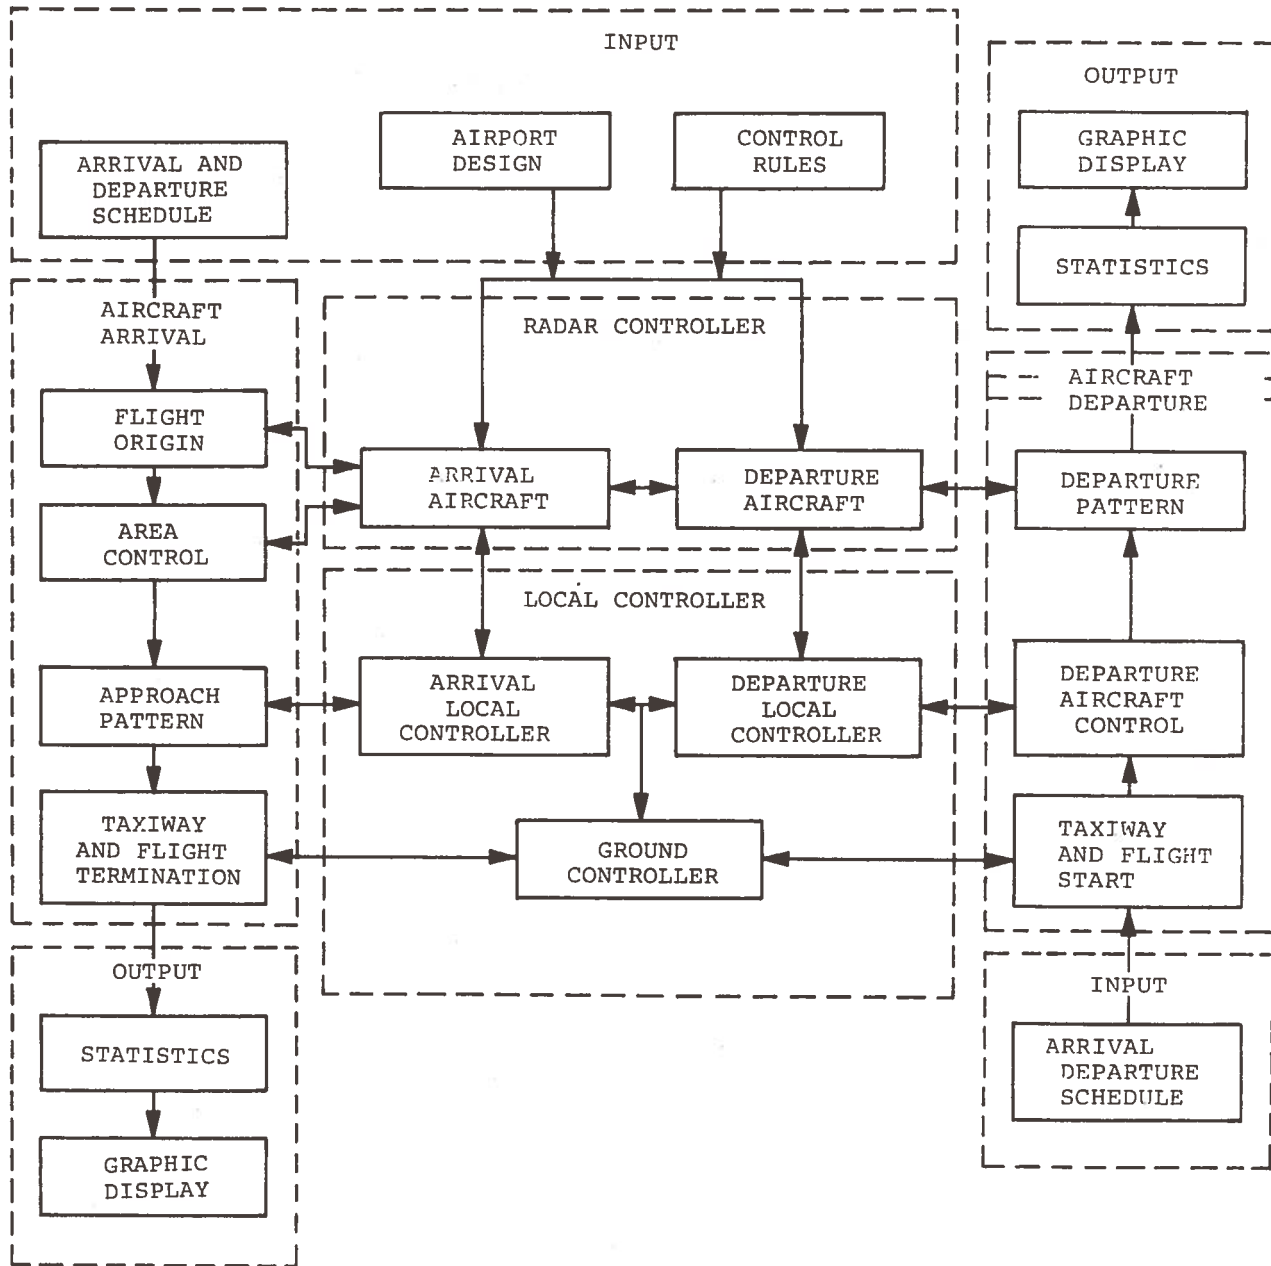 INPUT
ARRIVAL AND
DEPARTURE
SCHEDULE
AIRPORT
DESIGN
CONTROL
RULES
OUTPUT
GRAPHIC
DISPLAY
STATISTICS
AIRCRAFT
ARRIVAL
FLIGHT
ORIGIN
AREA
CONTROL
APPROACH
PATTERN
TAXIWAY
AND FLIGHT
TERMINATION
RADAR CONTROLLER
ARRIVAL
AIRCRAFT
DEPARTURE
AIRCRAFT
LOCAL CONTROLLER
ARRIVAL
LOCAL
CONTROLLER
DEPARTURE
LOCAL
CONTROLLER
GROUND
CONTROLLER
AIRCRAFT
DEPARTURE
DEPARTURE
PATTERN
DEPARTURE
AIRCRAFT
CONTROL
TAXIWAY
AND FLIGHT
START
OUTPUT
STATISTICS
GRAPHIC
DISPLAY
INPUT
ARRIVAL
DEPARTURE
SCHEDULE